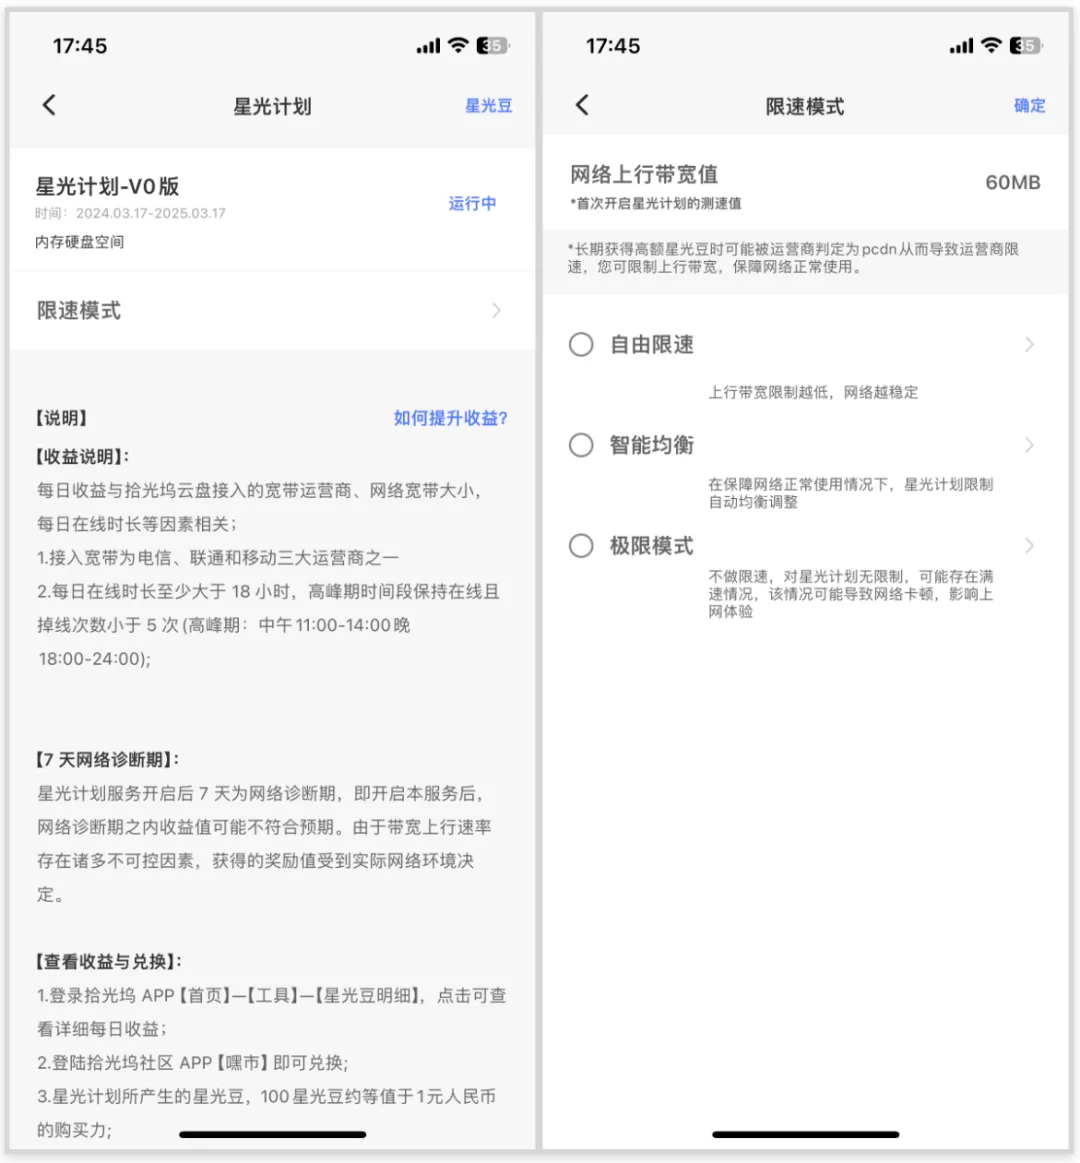 17:45
35
星光计划
星光豆
星光计划-V0版
时间：2024.03.17-2025.03.17
运行中
内存硬盘空间
限速模式
【说明】
如何提升收益?
【收益说明】:
每日收益与拾光坞云盘接入的宽带运营商、网络宽带大小，
每日在线时长等因素相关；
1.接入宽带为电信、联通和移动三大运营商之一
2.每日在线时长至少大于 18 小时，高峰期时间段保持在线且
掉线次数小于 5 次(高峰期：中午11:00-14:00晚
18:00-24:00);
【7 天网络诊断期】:
星光计划服务开启后 7 天为网络诊断期，即开启本服务后，
网络诊断期之内收益值可能不符合预期。由于带宽上行速率
存在诸多不可控因素，获得的奖励值受到实际网络环境决
定。
【查看收益与兑换】:
1.登录拾光坞 APP【首页】—【工具】—【星光豆明细】，点击可查
看详细每日收益；
2.登陆拾光坞社区 APP【嘿市】即可兑换;
3.星光计划所产生的星光豆，100星光豆约等值于1元人民币
的购买力;
17:45
35
限速模式
确定
网络上行带宽值
60MB
*首次开启星光计划的测速值
*长期获得高额星光豆时可能被运营商判定为pcdn从而导致运营商限
速，您可限制上行带宽，保障网络正常使用。
自由限速
上行带宽限制越低，网络越稳定
智能均衡
在保障网络正常使用情况下，星光计划限制
自动均衡调整
极限模式
不做限速，对星光计划无限制，可能存在满
速情况，该情况可能导致网络卡顿，影响上
网体验